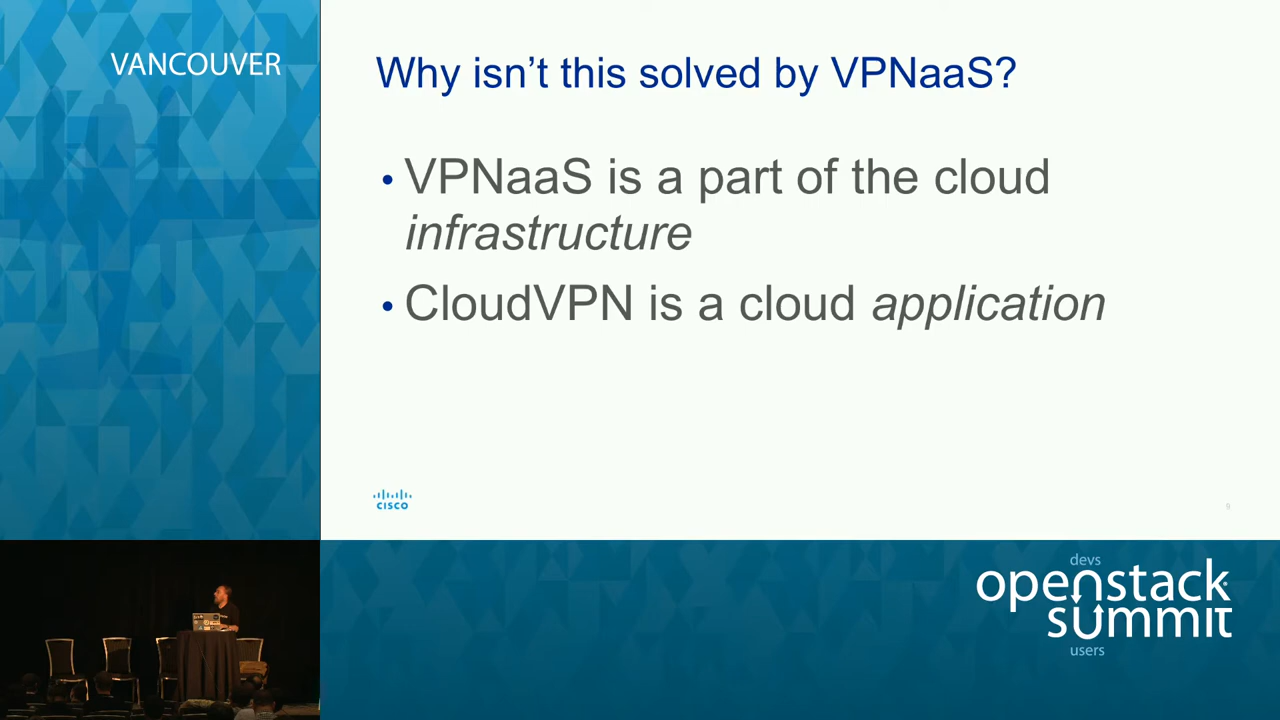 VANCOUVER
Why isn't this solved by VPNaaS?
• VPNaaS is a part of the cloud
infrastructure
• CloudVPN is a cloud application
CISCO
9
devs
openstack
summit
users